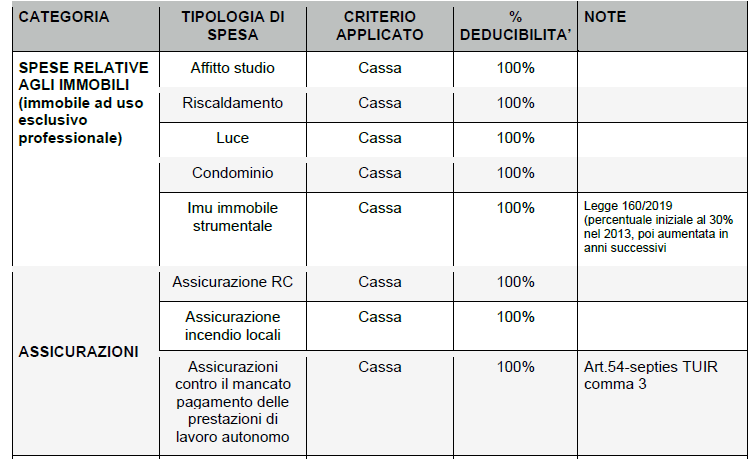 CATEGORIA
TIPOLOGIA DI
SPESA
CRITERIO
APPLICATO
%
DEDUCIBILITA’
NOTE
SPESE RELATIVE
AGLI IMMOBILI
(immobile ad uso
esclusivo
professionale)
Affitto studio
Cassa
100%
Riscaldamento
Cassa
100%
Luce
Cassa
100%
Condominio
Cassa
100%
Imu immobile
strumentale
Cassa
100%
Legge 160/2019
(percentuale iniziale al 30%
nel 2013, poi aumentata in
anni successivi
ASSICURAZIONI
Assicurazione RC
Cassa
100%
Assicurazione
incendio locali
Cassa
100%
Assicurazioni
contro il mancato
pagamento delle
prestazioni di
lavoro autonomo
Cassa
100%
Art.54-septies TUIR
comma 3